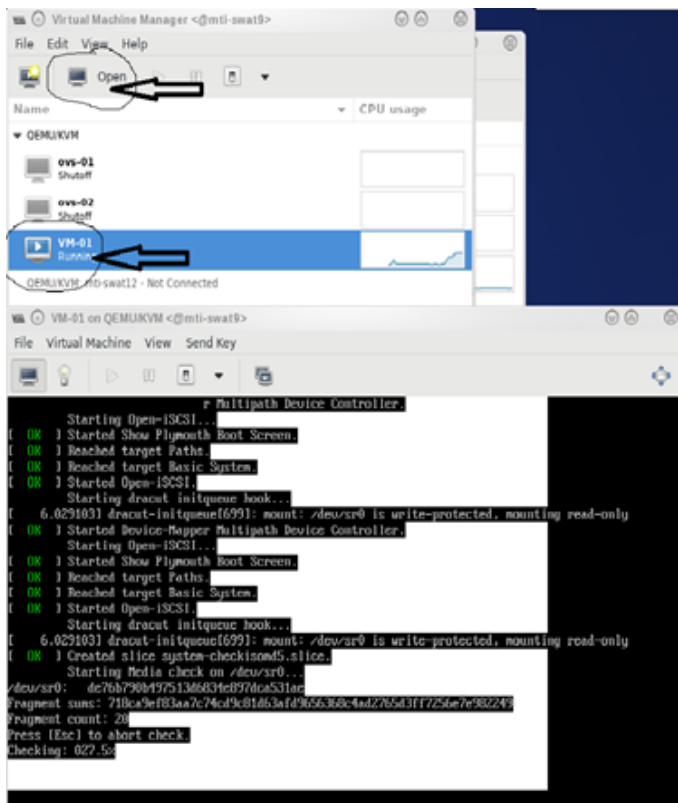 Virtual Machine Manager <@mti-swat9>
File Edit View Help
Open
Name CPU usage
QEMU/KVM
ovs-01
Shutoff
ovs-02
Shutoff
VM-01
Running
QEMU/KVM: mti-swat12 - Not Connected
VM-01 on QEMU/KVM <@mti-swat9>
File Virtual Machine View Send Key
r Multipath Device Controller.
Starting Open-iSCSI...
[ OK ] Started Show Plymouth Boot Screen.
[ OK ] Reached target Paths.
[ OK ] Reached target Basic System.
[ OK ] Started Open-iSCSI.
Starting dracut initqueue hook...
[ 6.029103] dracut-initqueue[699]: mount: /dev/sr0 is write-protected, mounting read-only
[ OK ] Started Device-Mapper Multipath Device Controller.
Starting Open-iSCSI...
[ OK ] Started Show Plymouth Boot Screen.
[ OK ] Reached target Paths.
[ OK ] Reached target Basic System.
[ OK ] Started Open-iSCSI.
Starting dracut initqueue hook...
[ 6.029103] dracut-initqueue[699]: mount: /dev/sr0 is write-protected, mounting read-only
[ OK ] Created slice system-checkisomd5.slice.
Starting Media check on /dev/sr0...
/dev/sr0:
Fragment sums:
Fragment count: 20
Press [Esc] to abort check.
Checking: 027.5%